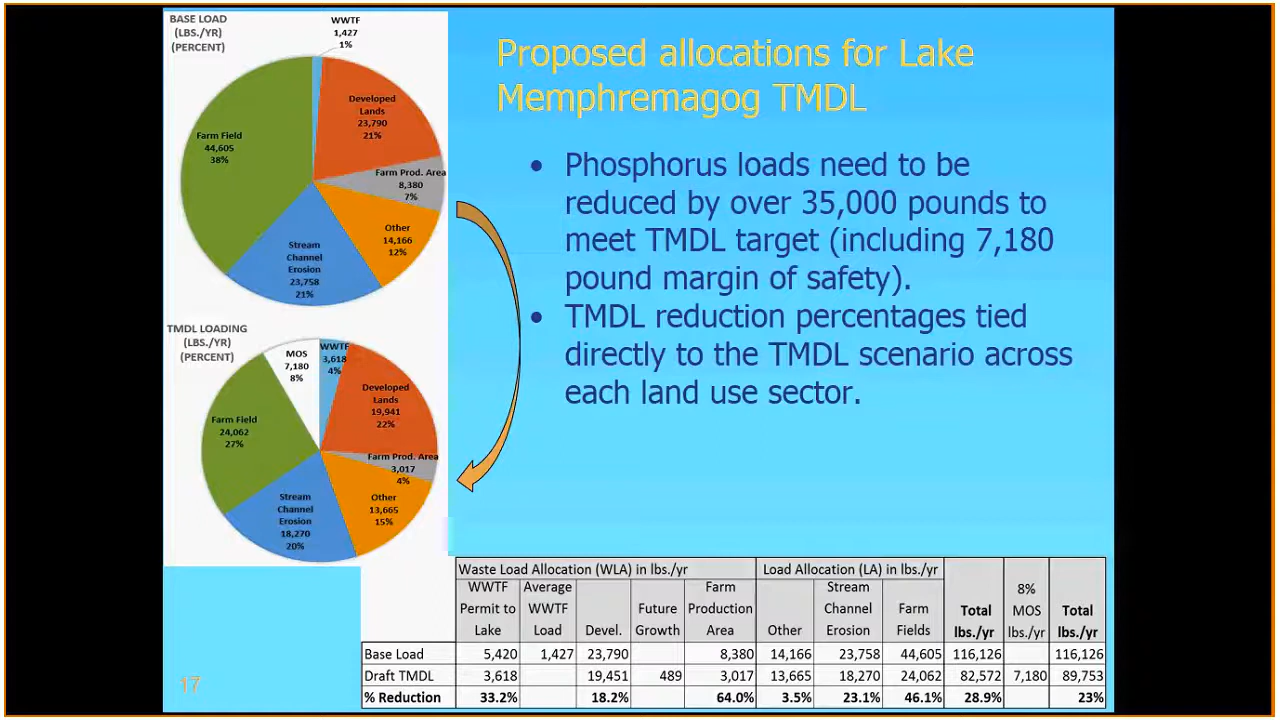 BASE LOAD
(LBS./YR)
(PERCENT)
WWTF
1,427
1%
Developed
Lands
23,790
21%
Farm Field
44,605
38%
Farm Prod. Area
8,380
7%
Other
14,166
12%
Stream
Channel
Erosion
23,758
21%
TMDL LOADING
(LBS./YR)
(PERCENT)
MOS
7,180
8%
WWTF
3,618
4%
Developed
Lands
19,941
22%
Farm Field
24,062
27%
Farm Prod. Area
3,017
4%
Other
13,665
15%
Stream
Channel
Erosion
18,270
20%
Proposed allocations for Lake
Memphremagog TMDL
• Phosphorus loads need to be
reduced by over 35,000 pounds to
meet TMDL target (including 7,180
pound margin of safety).
• TMDL reduction percentages tied
directly to the TMDL scenario across
each land use sector.
Waste Load Allocation (WLA) in lbs./yr Load Allocation (LA) in lbs./yr
WWTF Average Farm Stream 8%
Permit to WWTF Future Production Channel Farm Total MOS Total
Lake Load Devel. Growth Area Other Erosion Fields lbs./yr lbs./yr lbs./yr
Base Load 5,420 1,427 23,790 8,380 14,166 23,758 44,605 116,126 116,126
Draft TMDL 3,618 19,451 489 3,017 13,665 18,270 24,062 82,572 7,180 89,753
% Reduction 33.2% 18.2% 64.0% 3.5% 23.1% 46.1% 28.9% 23%
17